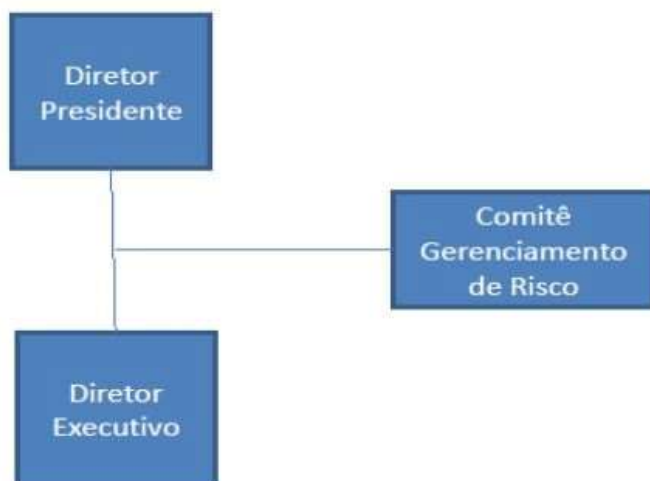 Diretor
Presidente
Comitê
Gerenciamento
de Risco
Diretor
Executivo